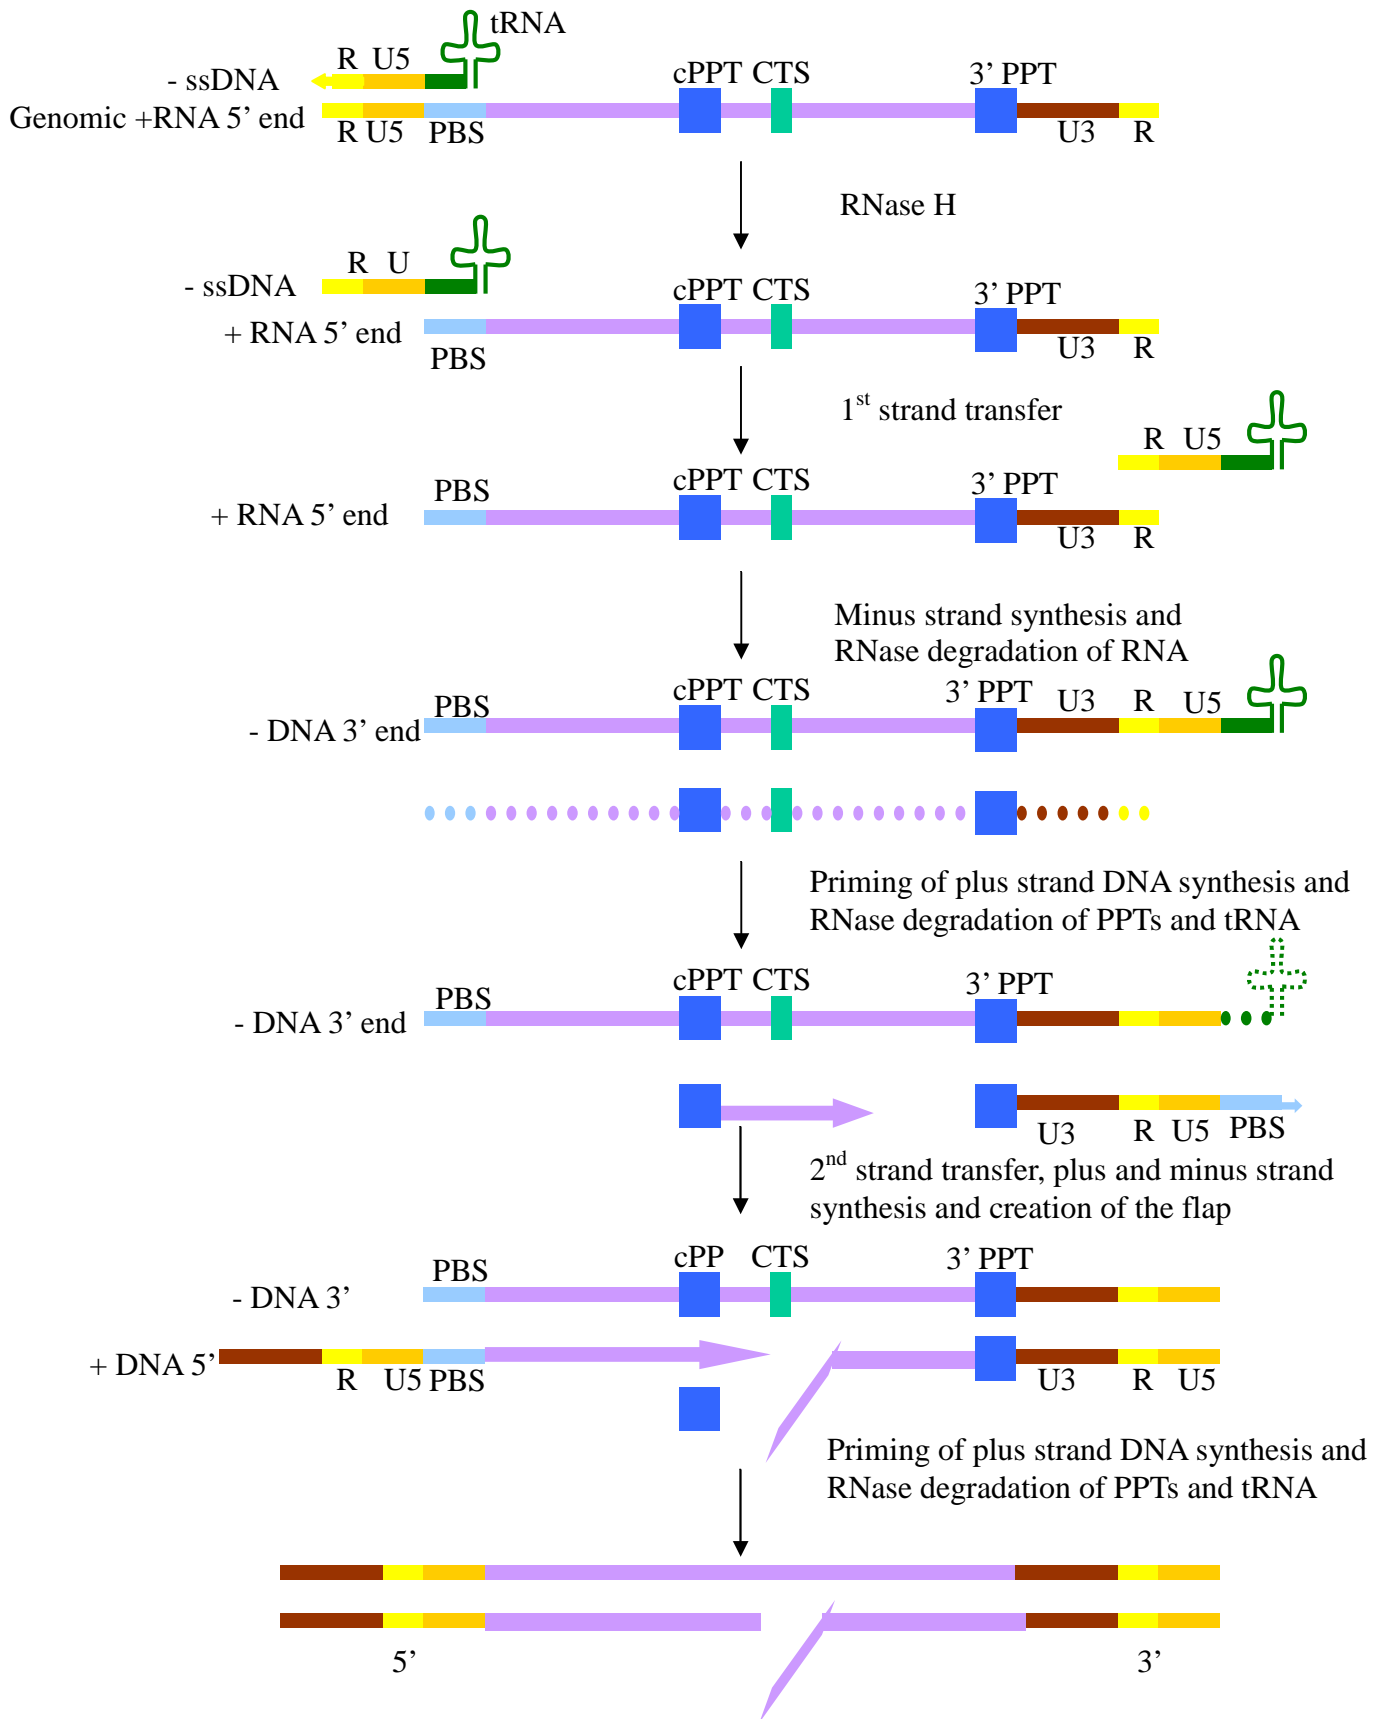 tRNA
R U5
- ssDNA
cPPT CTS
3’ PPT
Genomic +RNA 5’ end
R U5
PBS
U3
R
RNase H
R U
- ssDNA
cPPT CTS
3’ PPT
+ RNA 5’ end
PBS
U3
R
1st strand transfer
R U5
PBS
cPPT CTS
3’ PPT
+ RNA 5’ end
U3
R
Minus strand synthesis and
RNase degradation of RNA
PBS
cPPT CTS
3’ PPT
U3
R
U5
- DNA 3’ end
Priming of plus strand DNA synthesis and
RNase degradation of PPTs and tRNA
PBS
cPPT CTS
3’ PPT
- DNA 3’ end
U3
R U5 PBS
2nd strand transfer, plus and minus strand
synthesis and creation of the flap
PBS
cPP CTS
3’ PPT
- DNA 3’
+ DNA 5’
R
U5 PBS
U3
R
U5
Priming of plus strand DNA synthesis and
RNase degradation of PPTs and tRNA
5’
3’